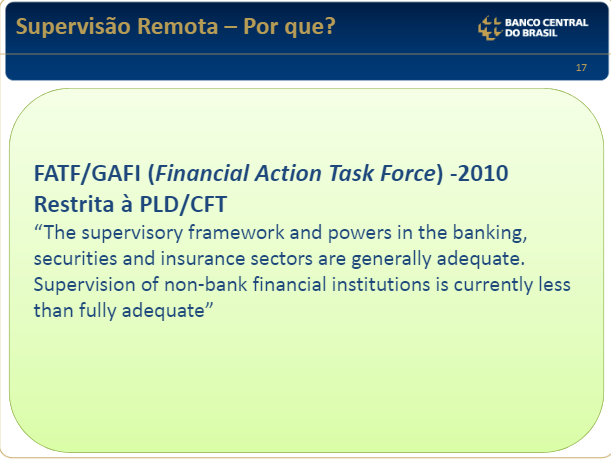 Supervisão Remota – Por que?
BANCO CENTRAL
DO BRASIL
17
FATF/GAFI (Financial Action Task Force) -2010
Restrita à PLD/CFT
“The supervisory framework and powers in the banking,
securities and insurance sectors are generally adequate.
Supervision of non-bank financial institutions is currently less
than fully adequate”